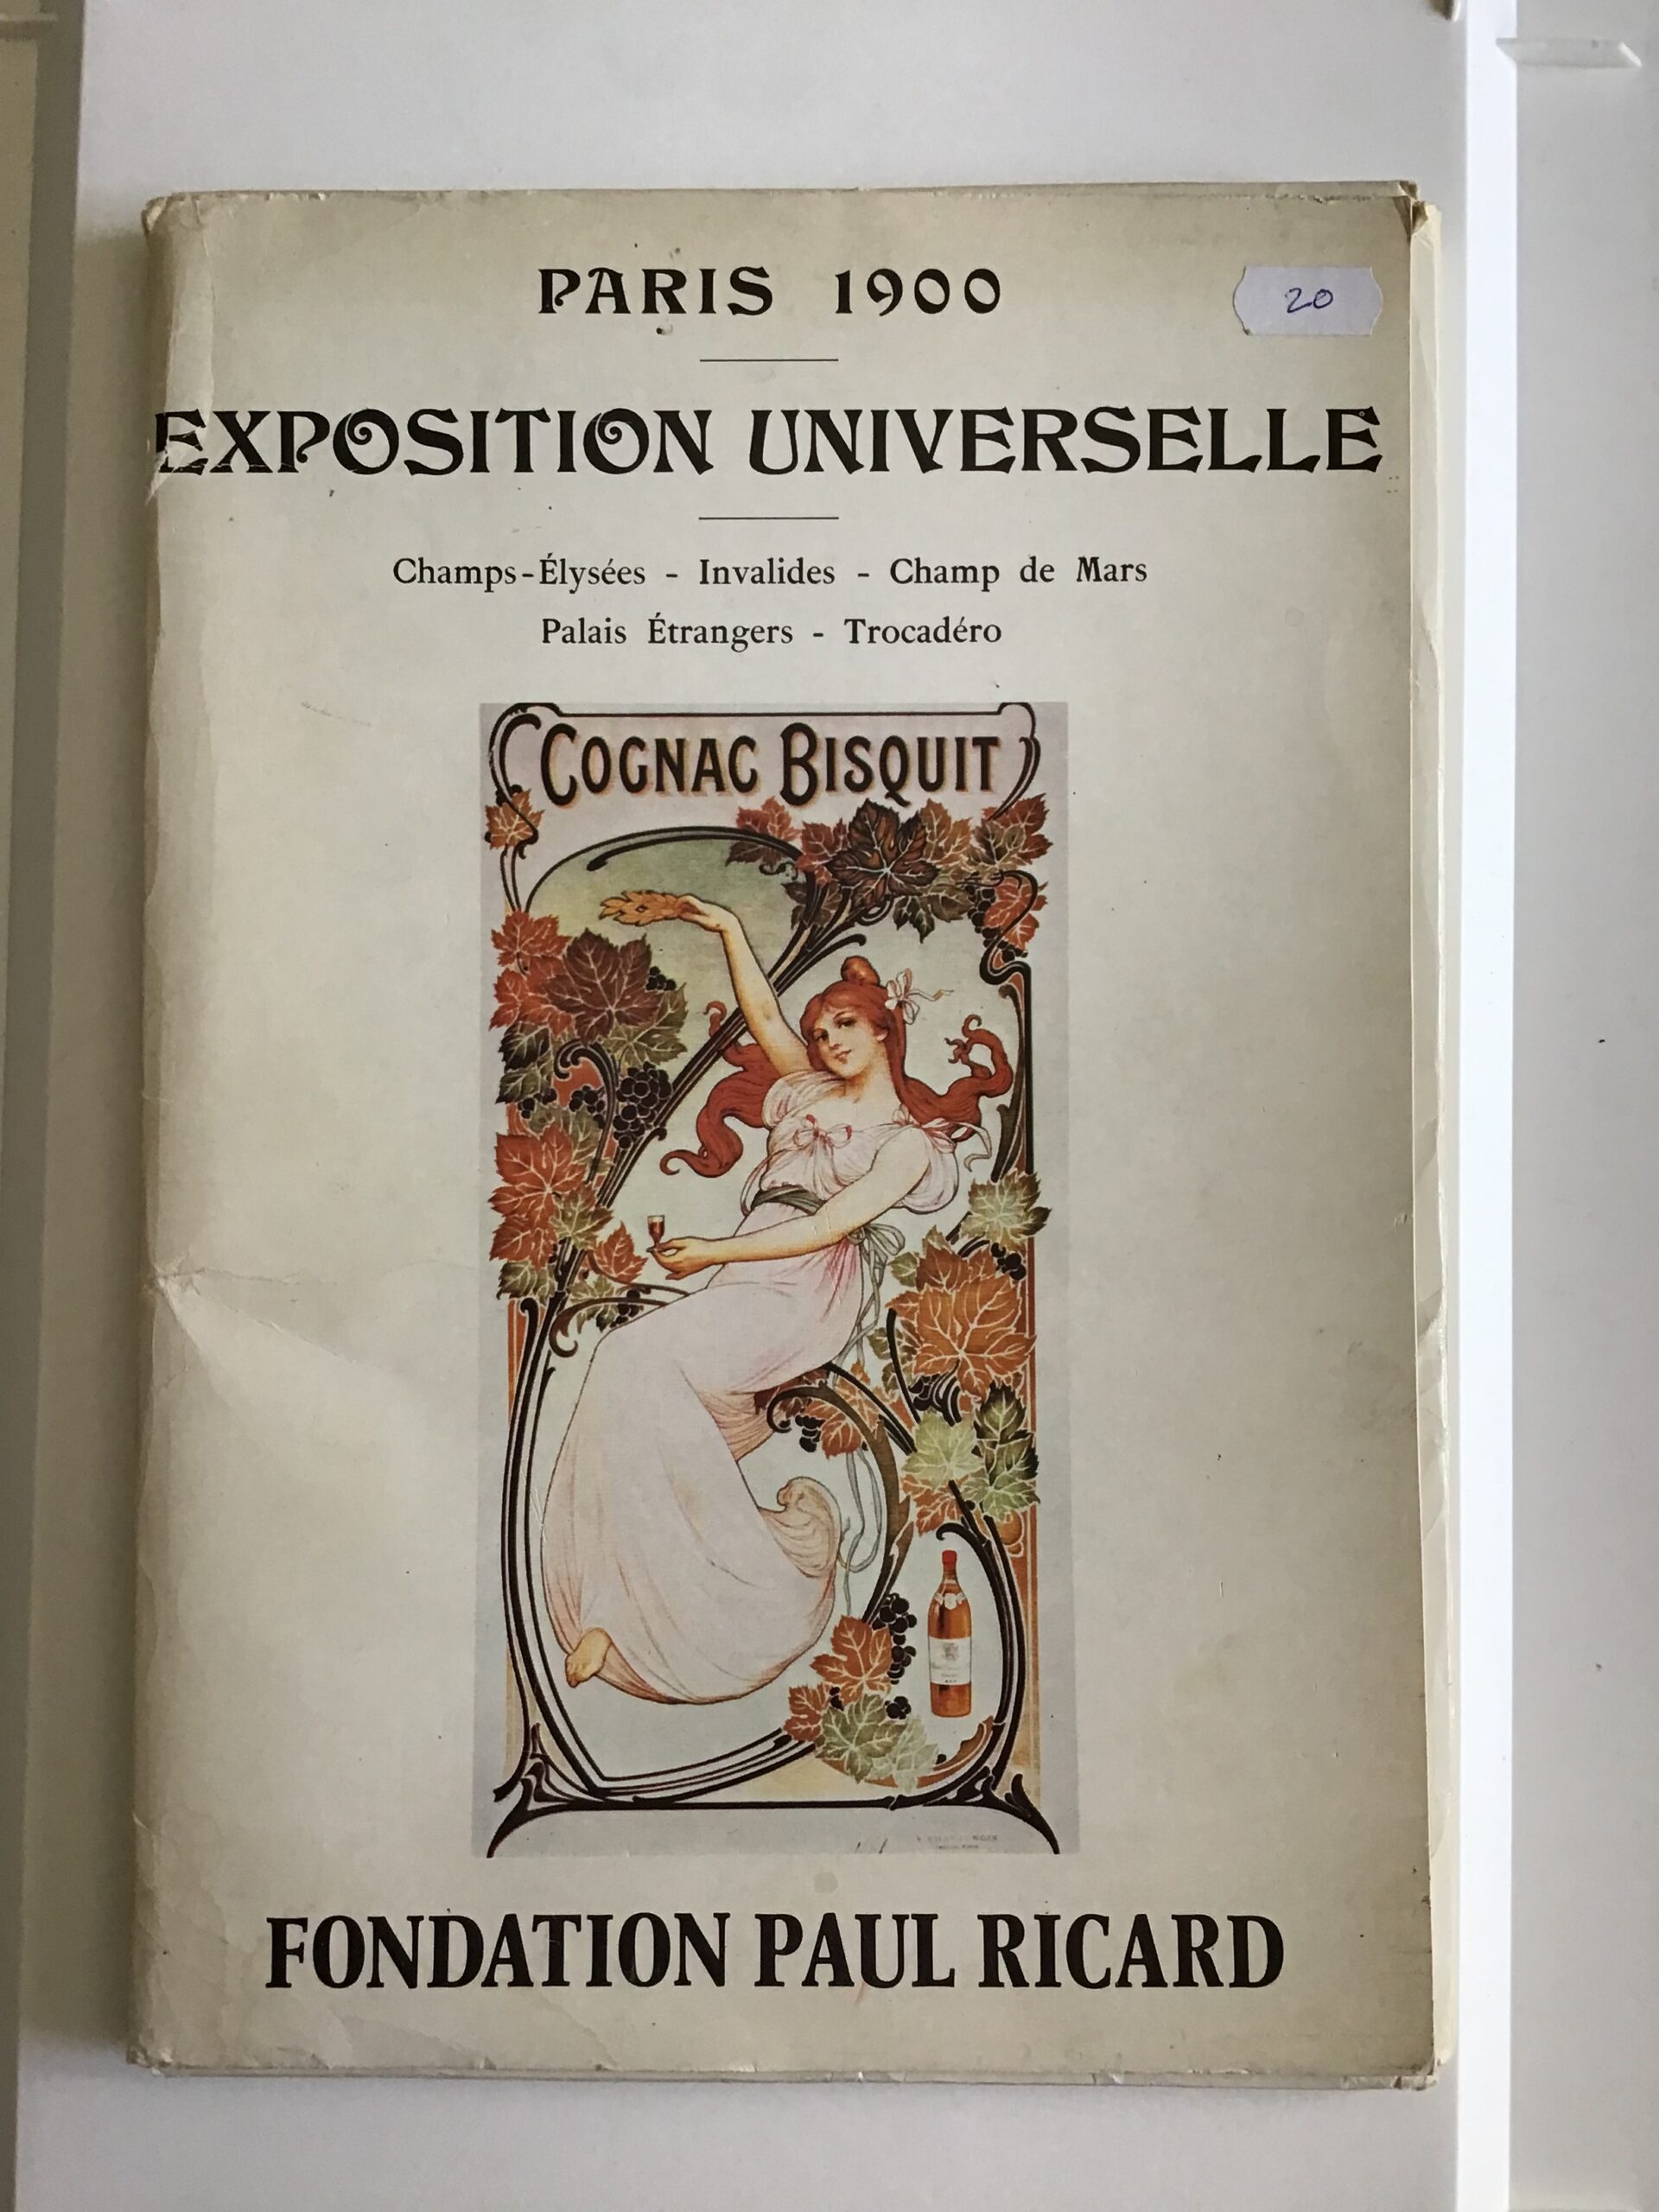 PARIS 1900
20
EXPOSITION UNIVERSELLE
Champs-Élysées - Invalides - Champ de Mars
Palais Étrangers - Trocadéro
COGNAC BISQUIT
FONDATION PAUL RICARD